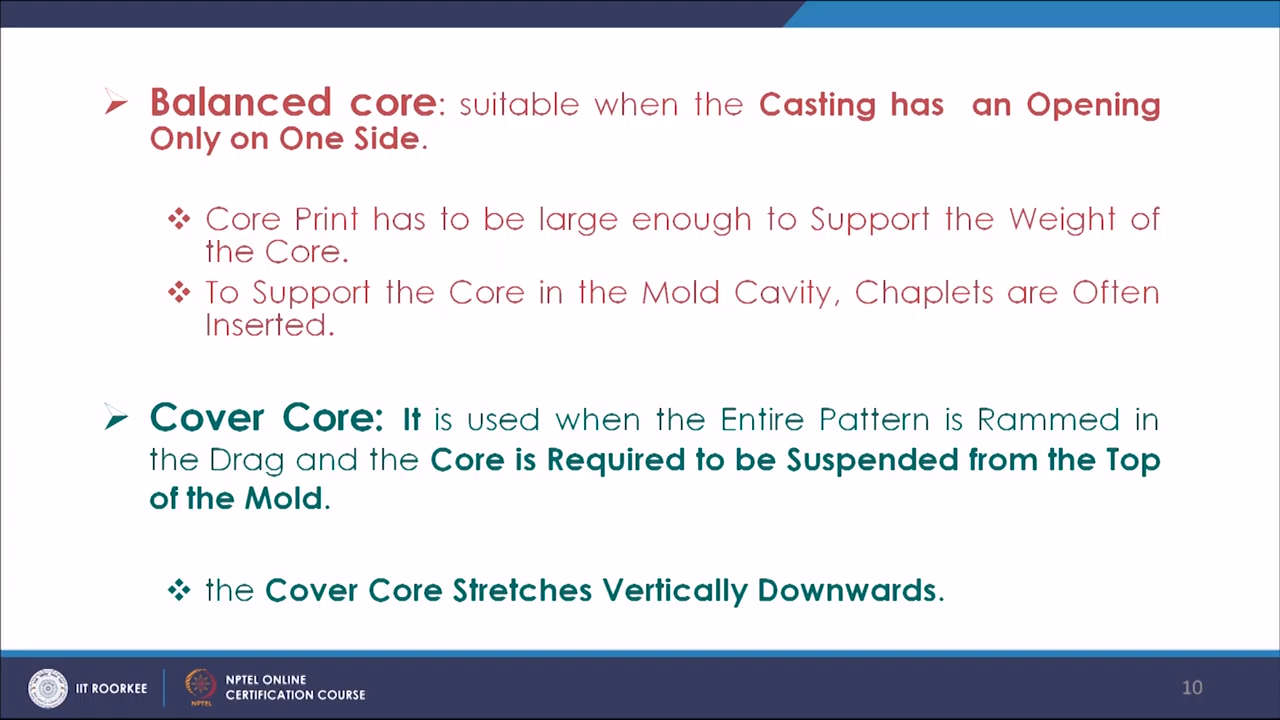 Balanced core: suitable when the Casting has an Opening
Only on One Side.
Core Print has to be large enough to Support the Weight of
the Core.
To Support the Core in the Mold Cavity, Chaplets are Often
Inserted.
Cover Core: It is used when the Entire Pattern is Rammed in
the Drag and the Core is Required to be Suspended from the Top
of the Mold.
the Cover Core Stretches Vertically Downwards.
IIT ROORKEE
NPTEL
NPTEL ONLINE
CERTIFICATION COURSE
10